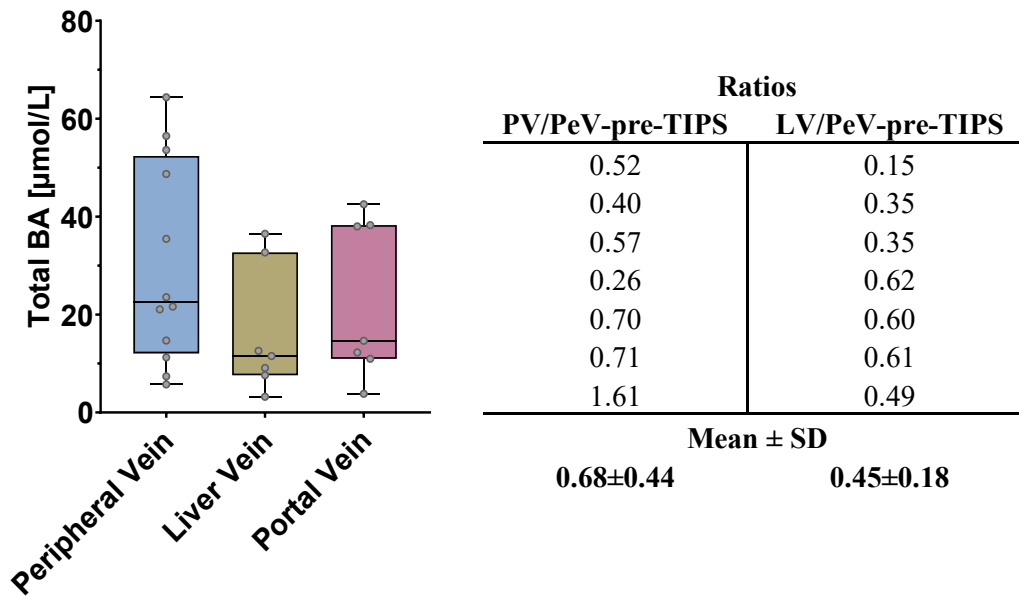 Total BA [µmol/L]
80
60
40
20
0
Peripheral Vein
Liver Vein
Portal Vein
Ratios
PV/PeV-pre-TIPS LV/PeV-pre-TIPS
0.52 0.15
0.40 0.35
0.57 0.35
0.26 0.62
0.70 0.60
0.71 0.61
1.61 0.49
Mean ± SD
0.68±0.44 0.45±0.18